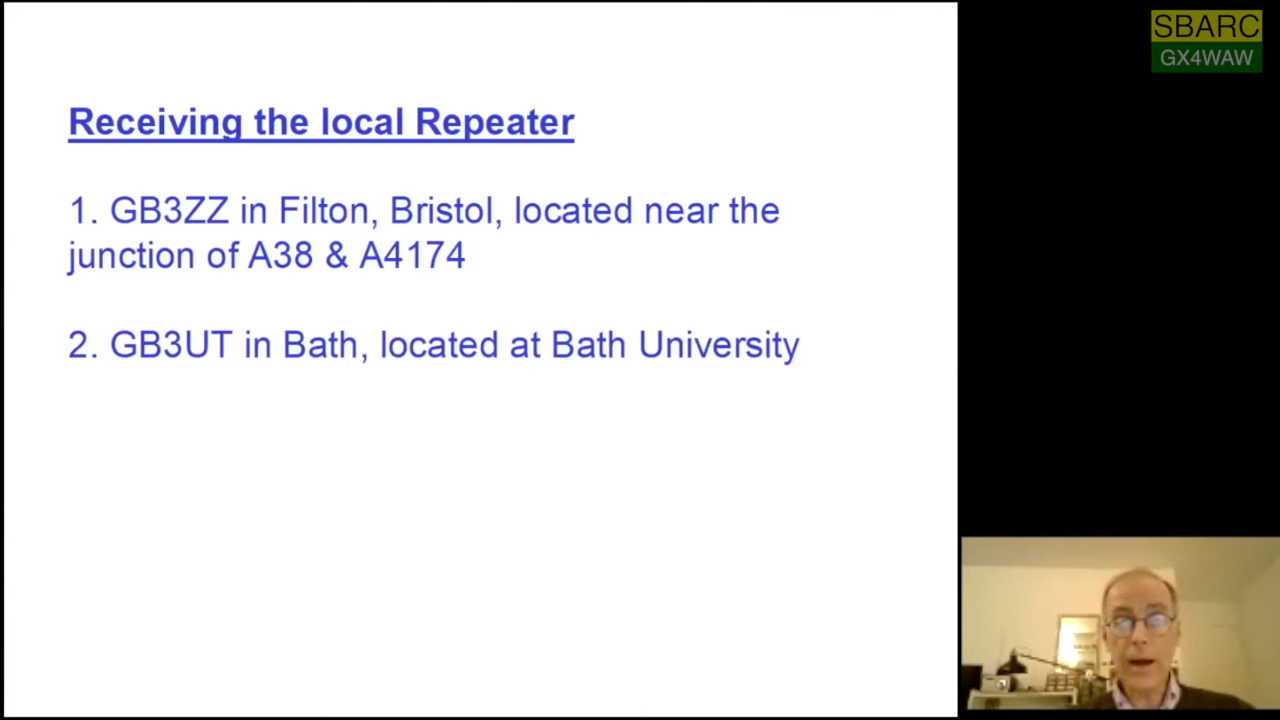 SBARC
GX4WAW
Receiving the local Repeater
1. GB3ZZ in Filton, Bristol, located near the
junction of A38 & A4174
2. GB3UT in Bath, located at Bath University